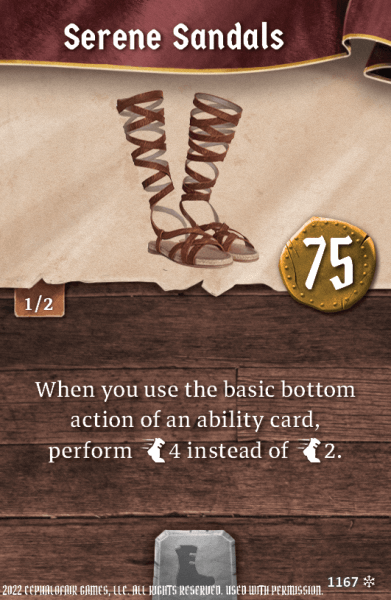 Serene Sandals
75
1/2
When you use the basic bottom
action of an ability card,
perform 4 instead of 2.
1167
2022 CEPHALOFAIR GAMES, LLC. ALL RIGHTS RESERVED. USED WITH PERMISSION.